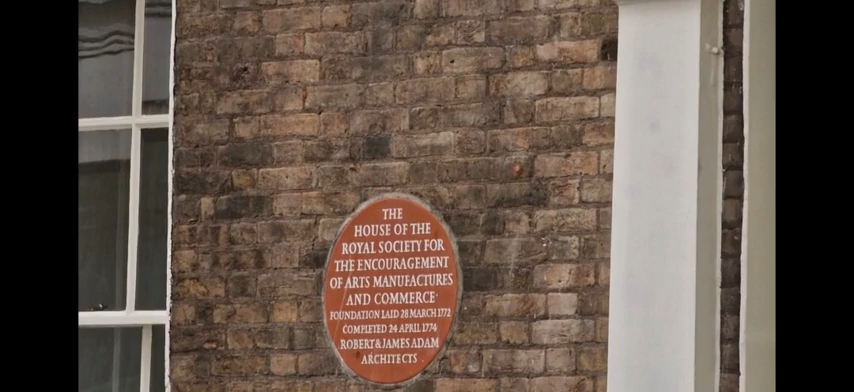 THE
HOUSE OF THE
ROYAL SOCIETY FOR
THE ENCOURAGEMENT
OF ARTS MANUFACTURES
AND COMMERCE
FOUNDATION LAID 28 MARCH 1772
COMPLETED 24 APRIL 1774
ROBERT & JAMES ADAM
ARCHITECTS